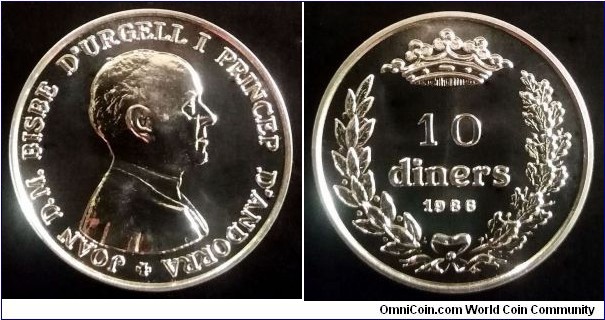 JOAN D.M. BISBE D'URGELL I PRINCEP D'ANDORRA +
10
diners
1988
OmniCoin.com World Coin Community